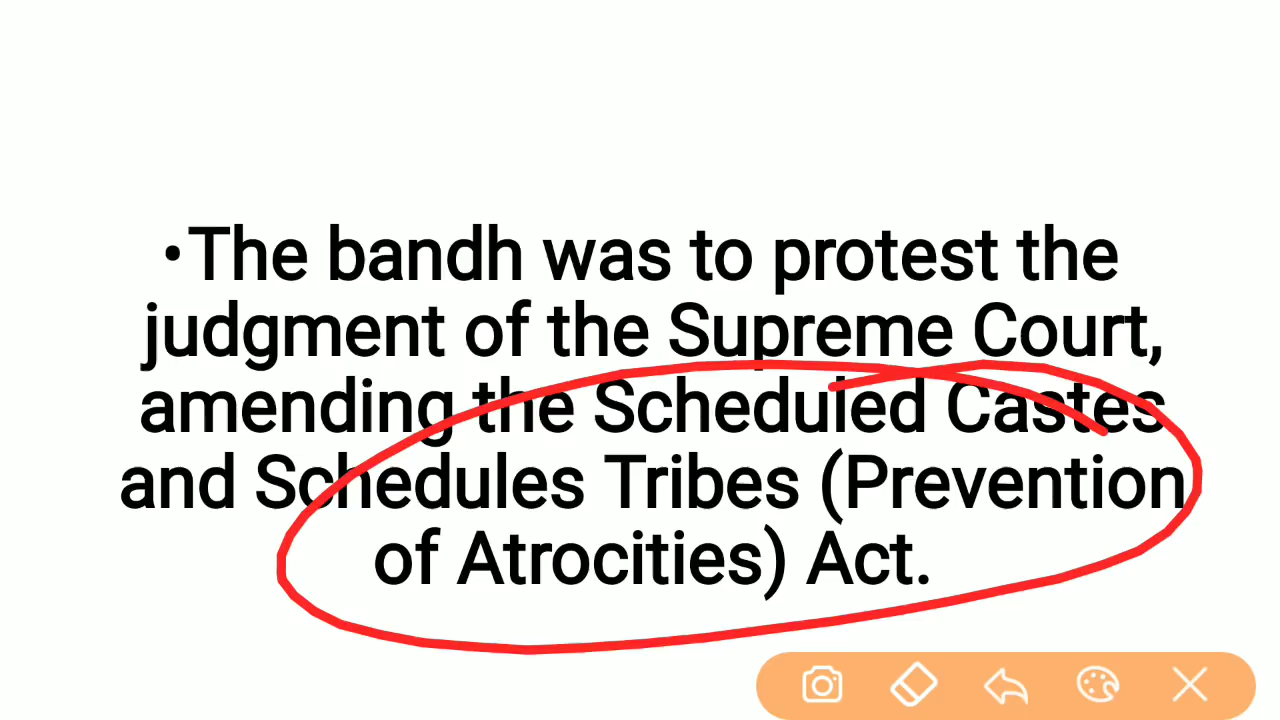 •The bandh was to protest the
judgment of the Supreme Court,
amending the Scheduled Castes
and Schedules Tribes (Prevention
of Atrocities) Act.